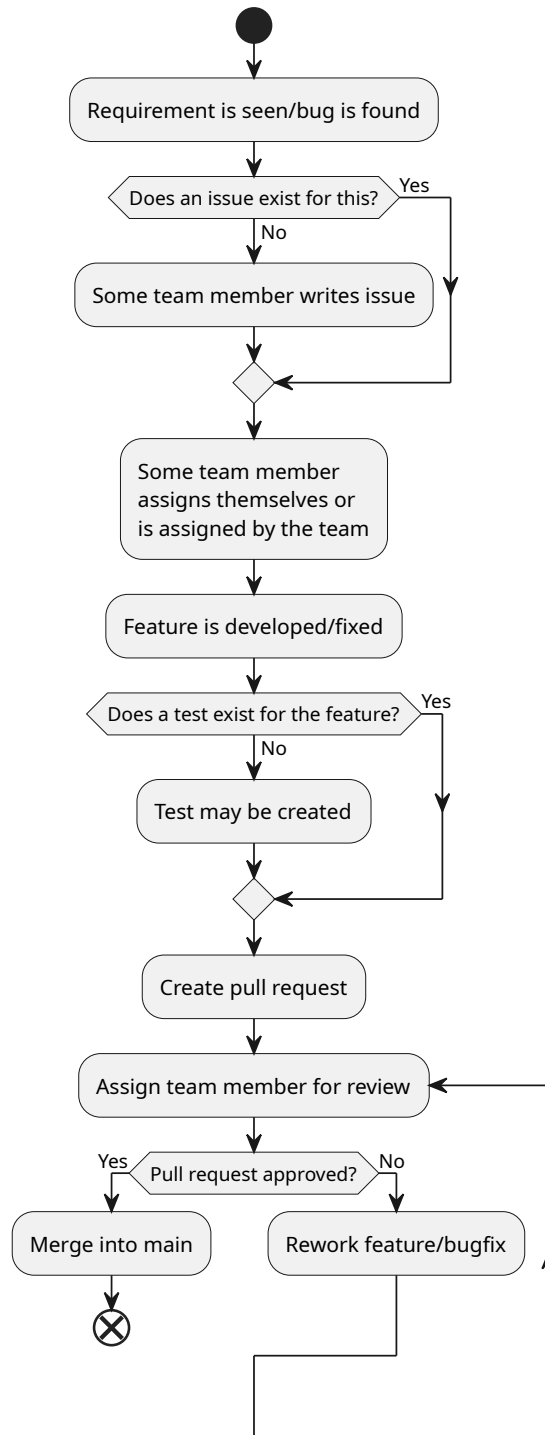 Requirement is seen/bug is found
Does an issue exist for this?
Yes
No
Some team member writes issue
Some team member
assigns themselves or
is assigned by the team
Feature is developed/fixed
Does a test exist for the feature?
Yes
No
Test may be created
Create pull request
Assign team member for review
Yes
Pull request approved?
No
Merge into main
Rework feature/bugfix